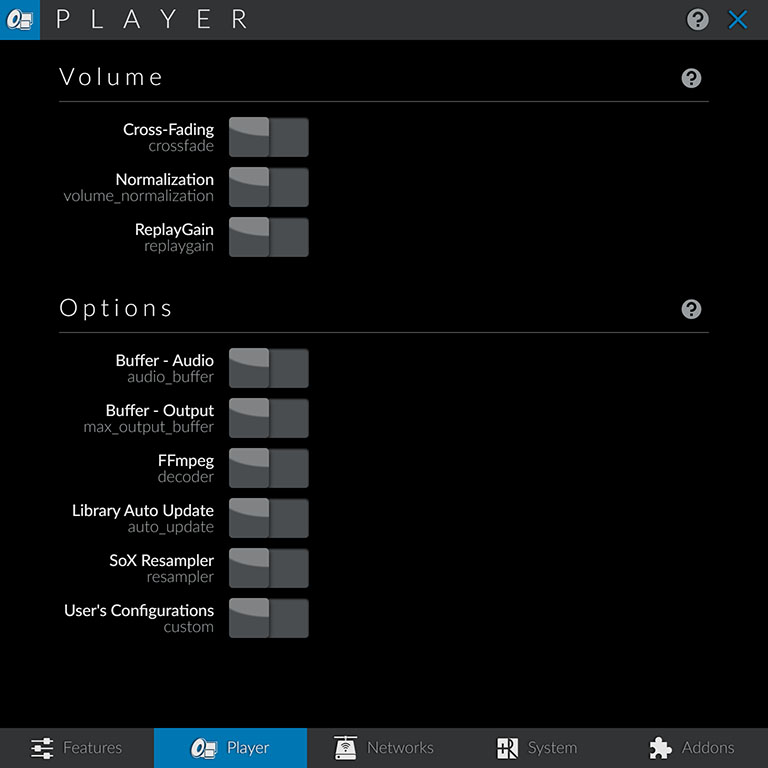 PLAYER
Volume
Cross-Fading
crossfade
Normalization
volume_normalization
ReplayGain
replaygain
Options
Buffer - Audio
audio_buffer
Buffer - Output
max_output_buffer
FFmpeg
decoder
Library Auto Update
auto_update
SoX Resampler
resampler
User's Configurations
custom
Features Player Networks System Addons